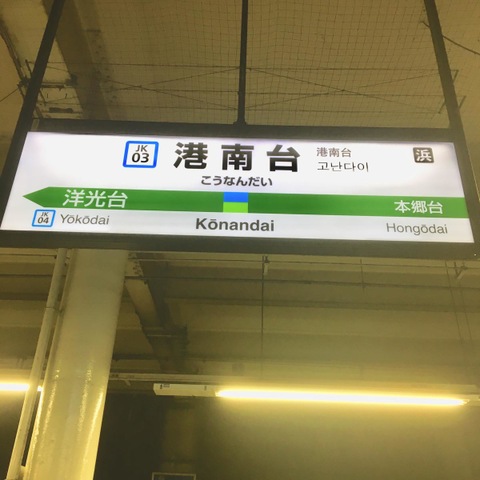 JK
03
港南台
港南台
고난다이
浜
こうなんだい
洋光台
本郷台
JK
04
Yōkōdai
Kōnandai
Hongōdai